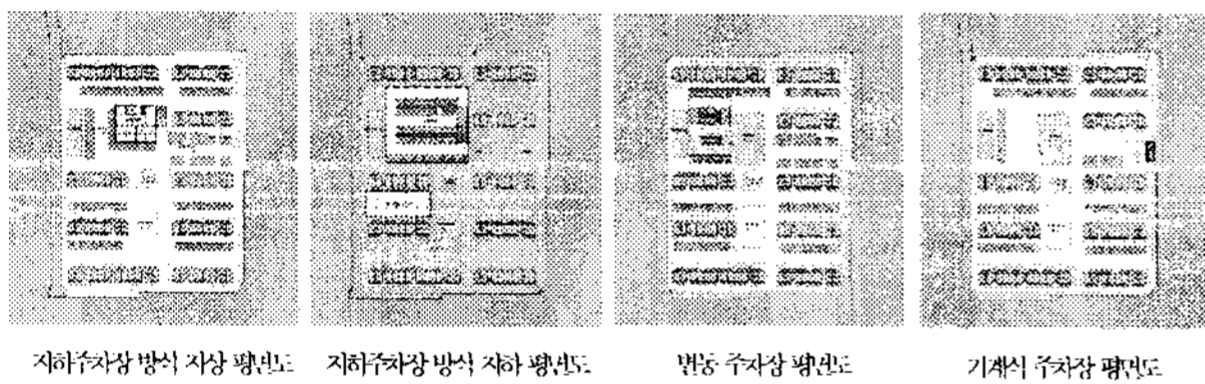 지하주차장 방식 지상 평면도
지하주차장 방식 지하 평면도
별동 주차장 평면도
기계식 주차장 평면도